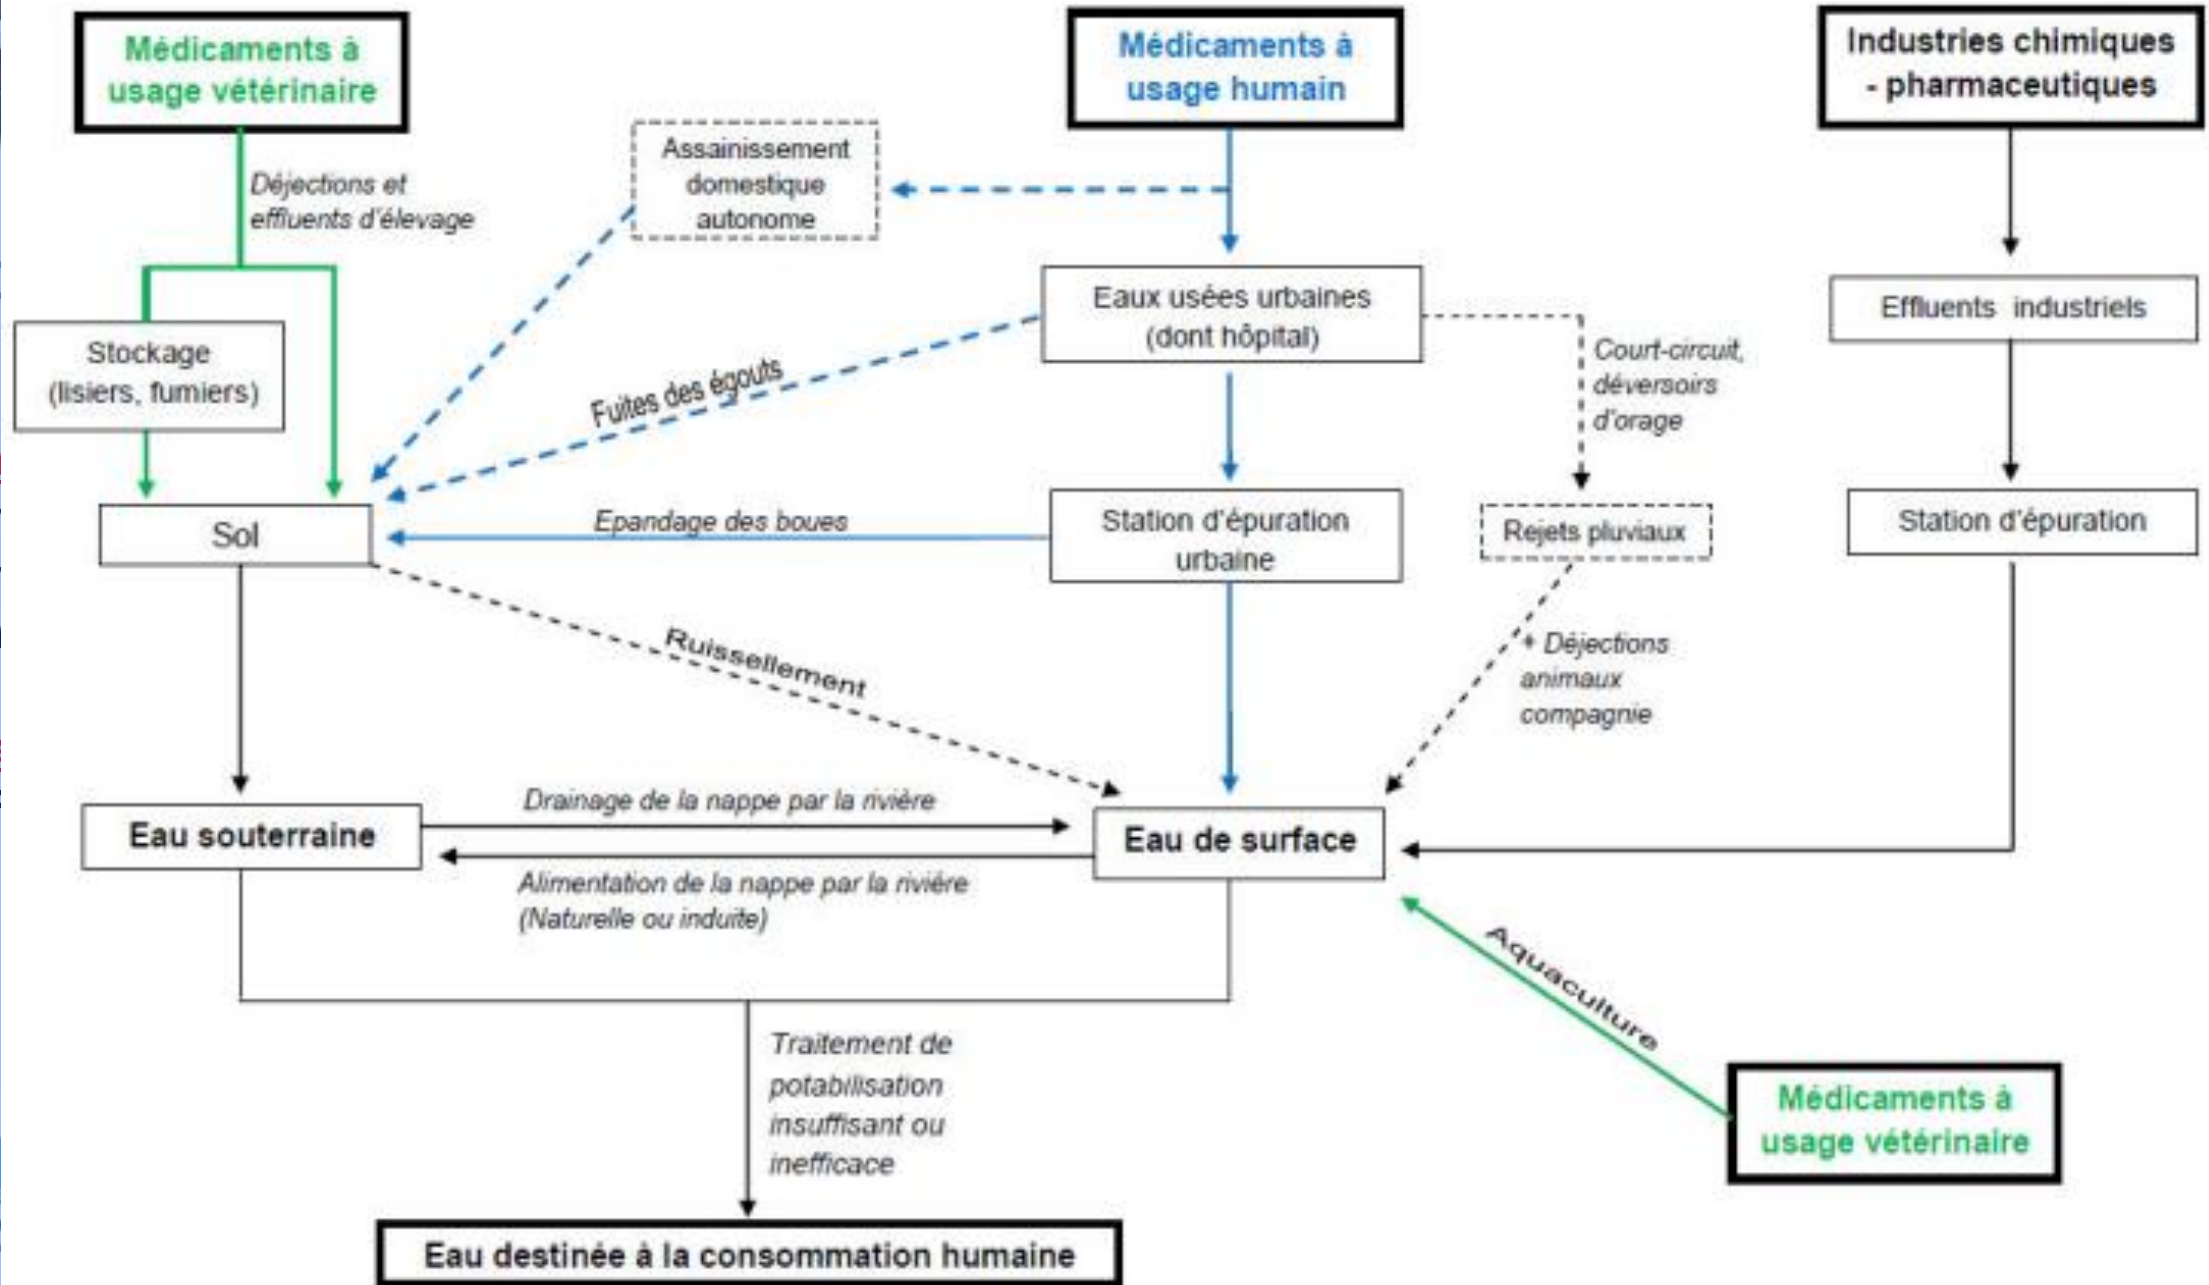 Médicaments à
usage vétérinaire
Médicaments à
usage humain
Industries chimiques
- pharmaceutiques
Déjections et
effluents d'élevage
Assainissement
domestique
autonome
Stockage
(lisiers, fumiers)
Eaux usées urbaines
(dont hôpital)
Effluents industriels
Court-circuit,
déversoirs
d'orage
Fuites des égouts
Sol
Epandage des boues
Station d'épuration
urbaine
Rejets pluviaux
Station d'épuration
Ruissellement
+ Déjections
animaux
compagnie
Eau souterraine
Drainage de la nappe par la rivière
Eau de surface
Alimentation de la nappe par la rivière
(Naturelle ou induite)
Aquaculture
Traitement de
potabilisation
insuffisant ou
inefficace
Médicaments à
usage vétérinaire
Eau destinée à la consommation humaine